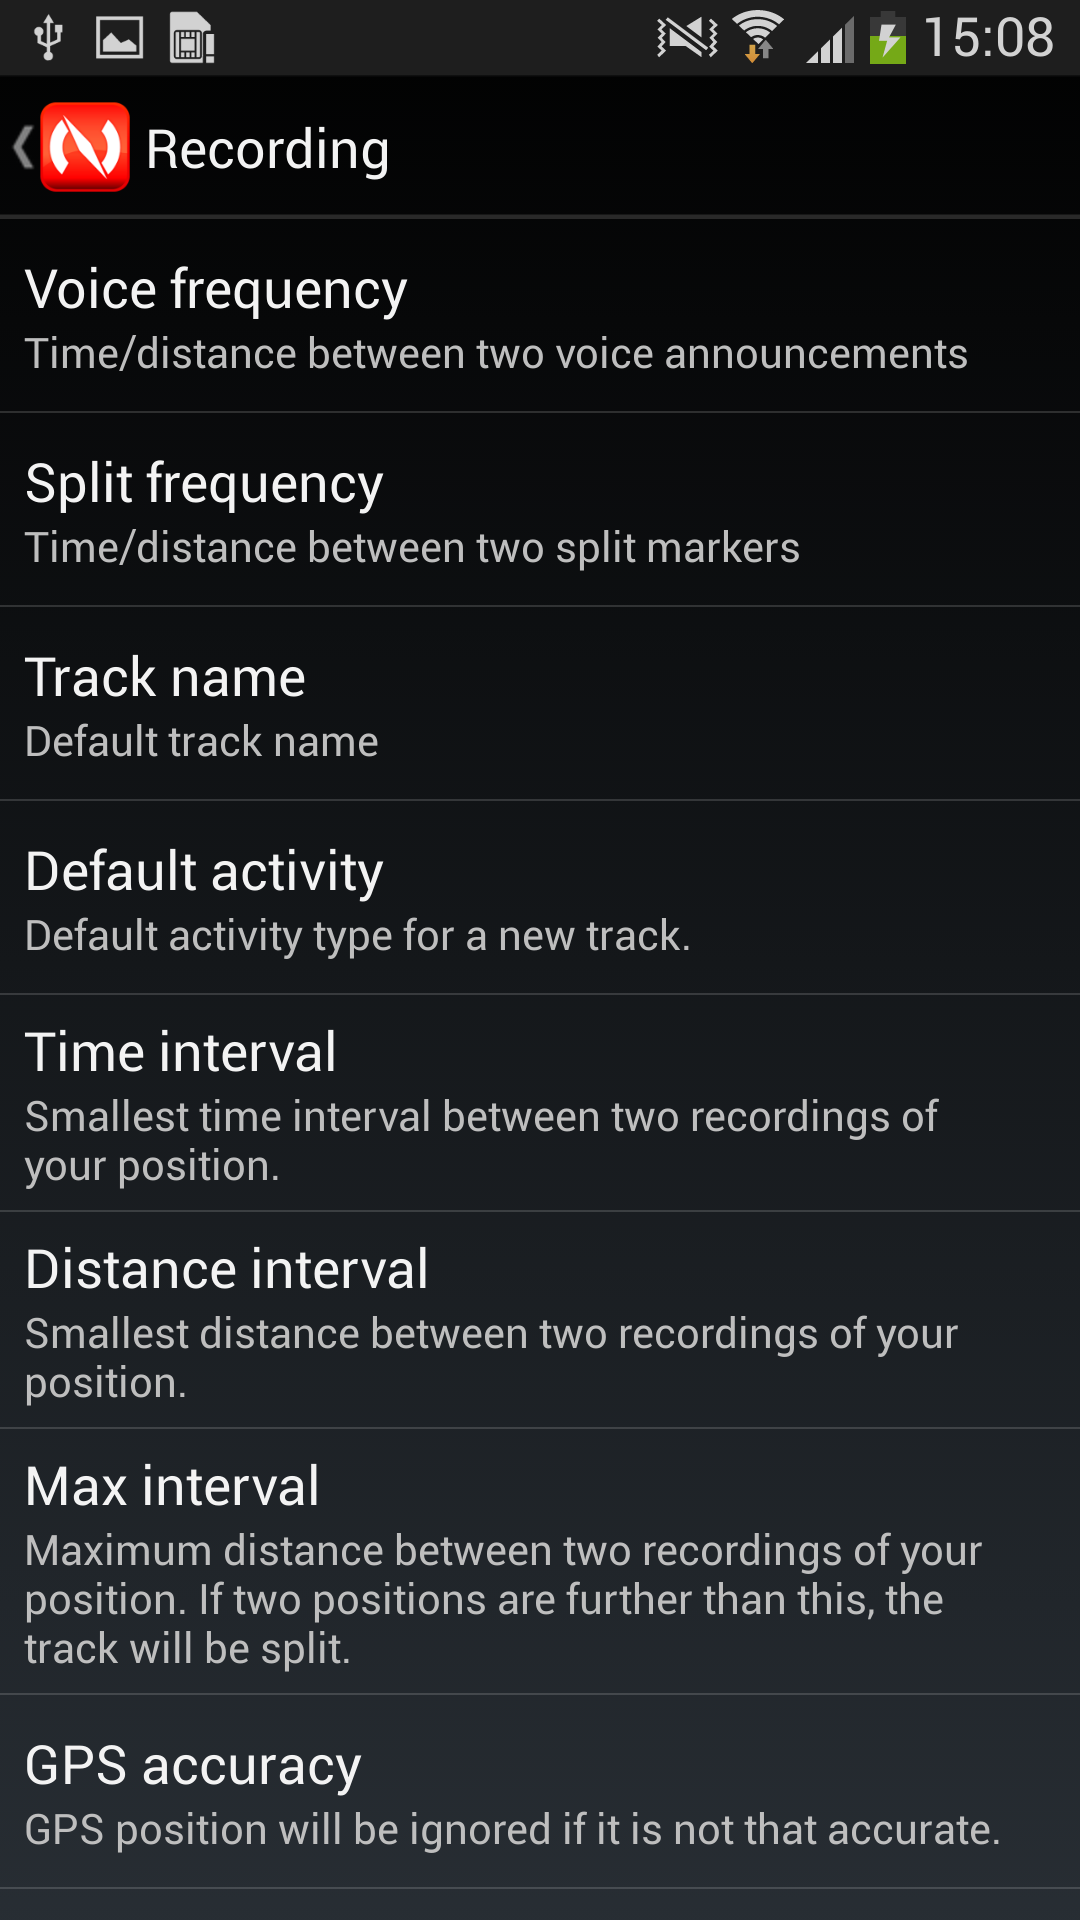 15:08
Recording
Voice frequency
Time/distance between two voice announcements
Split frequency
Time/distance between two split markers
Track name
Default track name
Default activity
Default activity type for a new track.
Time interval
Smallest time interval between two recordings of
your position.
Distance interval
Smallest distance between two recordings of your
position.
Max interval
Maximum distance between two recordings of your
position. If two positions are further than this, the
track will be split.
GPS accuracy
GPS position will be ignored if it is not that accurate.